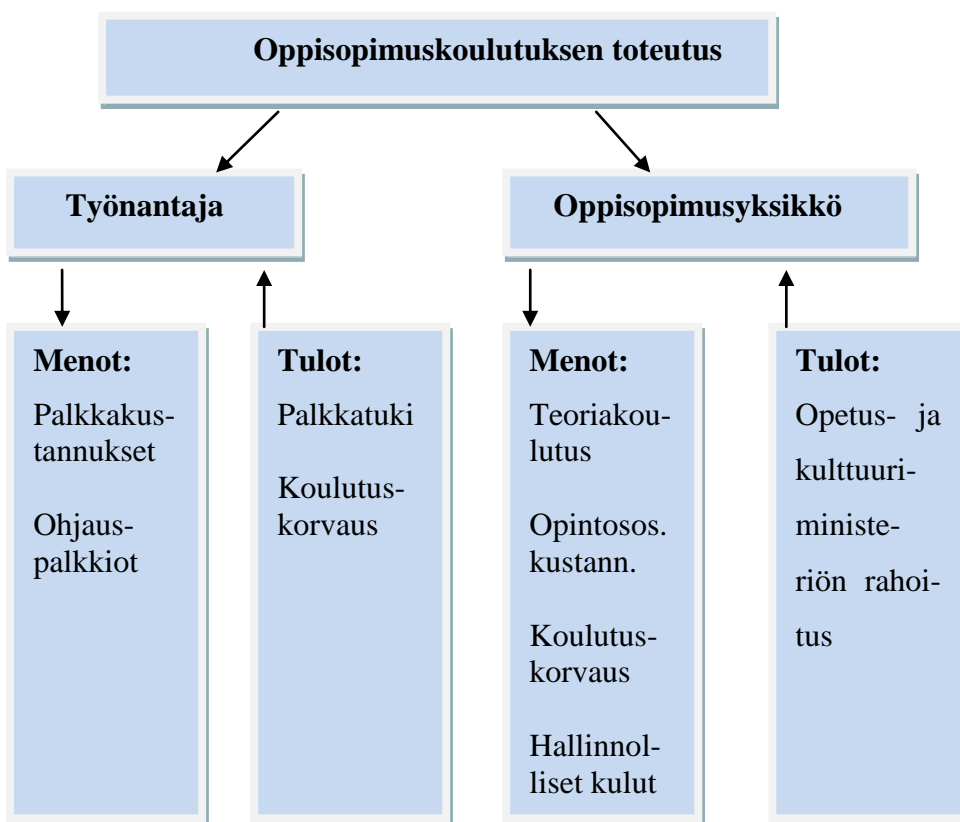 Oppisopimuskoulutuksen toteutus
Työnantaja
Oppisopimusyksikkö
Menot:
Palkkakus-
tannukset
Ohjaus-
palkkiot
Tulot:
Palkkatuki
Koulutus-
korvaus
Menot:
Teoriakou-
lutus
Opintosos.
kustann.
Koulutus-
korvaus
Hallinnol-
liset kulut
Tulot:
Opetus- ja
kulttuuri-
ministe-
riön rahoi-
tus